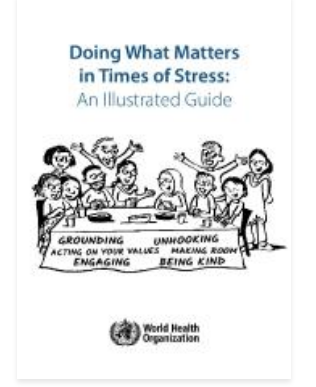 Doing What Matters
in Times of Stress:
An Illustrated Guide
GROUNDING UNHOOKING
ACTING ON YOUR VALUES MAKING ROOM
ENGAGING BEING KIND
World Health
Organization